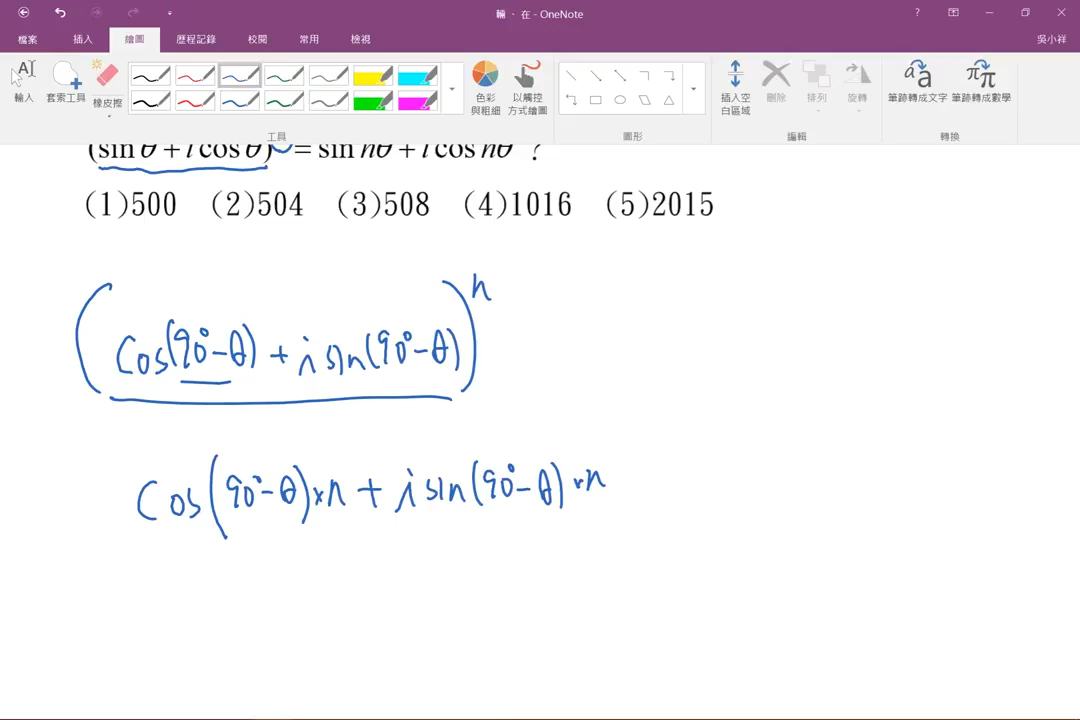 輛 - 在 - OneNote
?
檔案 插入 繪圖 歷程記錄 校閱 常用 檢視 吳小祥
輸入 套索工具 橡皮擦 色彩與粗細 以觸控方式繪圖 插入空白區域 刪除 排列 旋轉 筆跡轉成文字 筆跡轉成數學
工具 圖形 編輯 轉換
(sin θ + i cos θ) = sin nθ + i cos nθ ?
(1)500 (2)504 (3)508 (4)1016 (5)2015
(cos(90°−θ) + i sin(90°−θ))ⁿ
cos(90°−θ)×n + i sin(90°−θ)×n